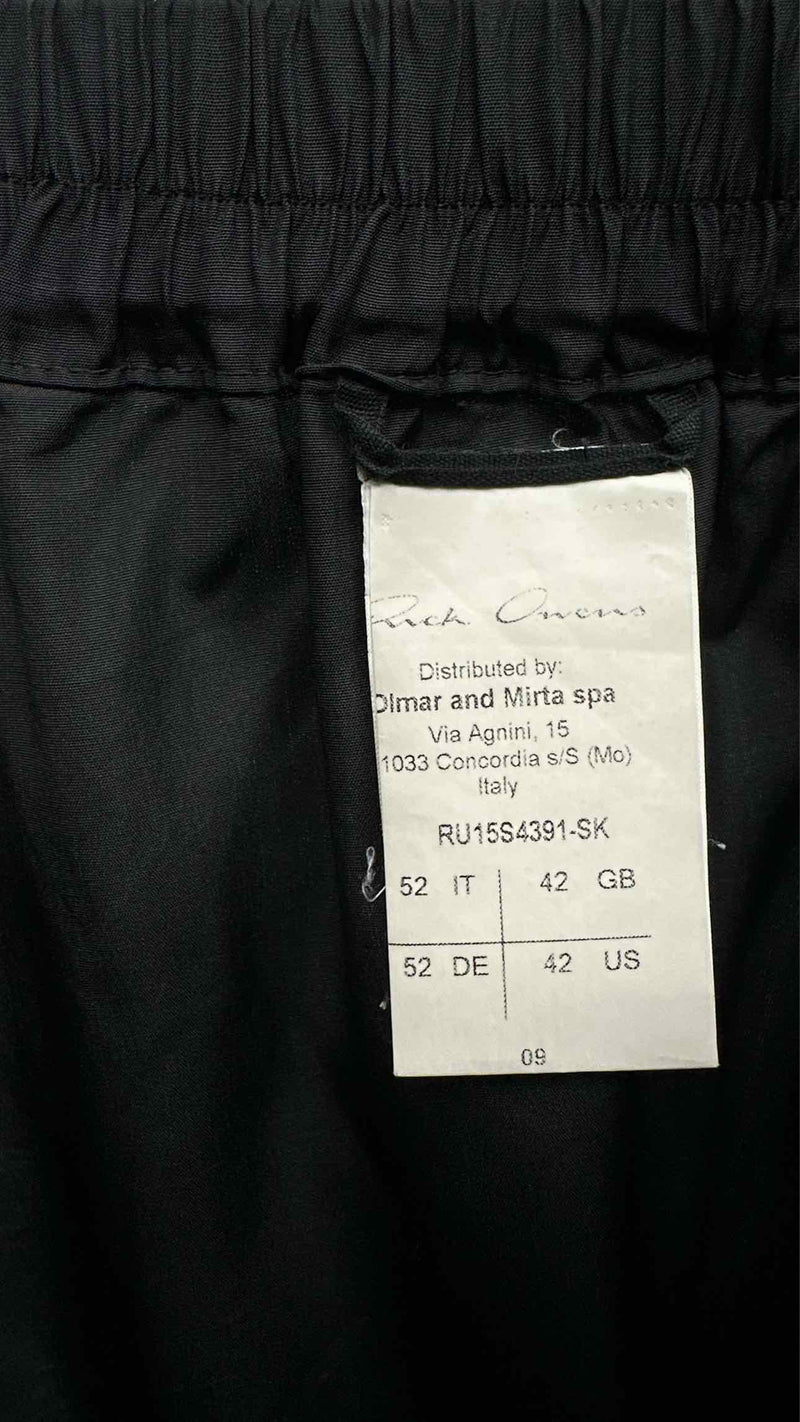 Rick Owens
Distributed by:
Olmar and Mirta spa
Via Agnini, 15
1033 Concordia s/S (Mo)
Italy
RU15S4391-SK
52 IT 42 GB
52 DE 42 US
09